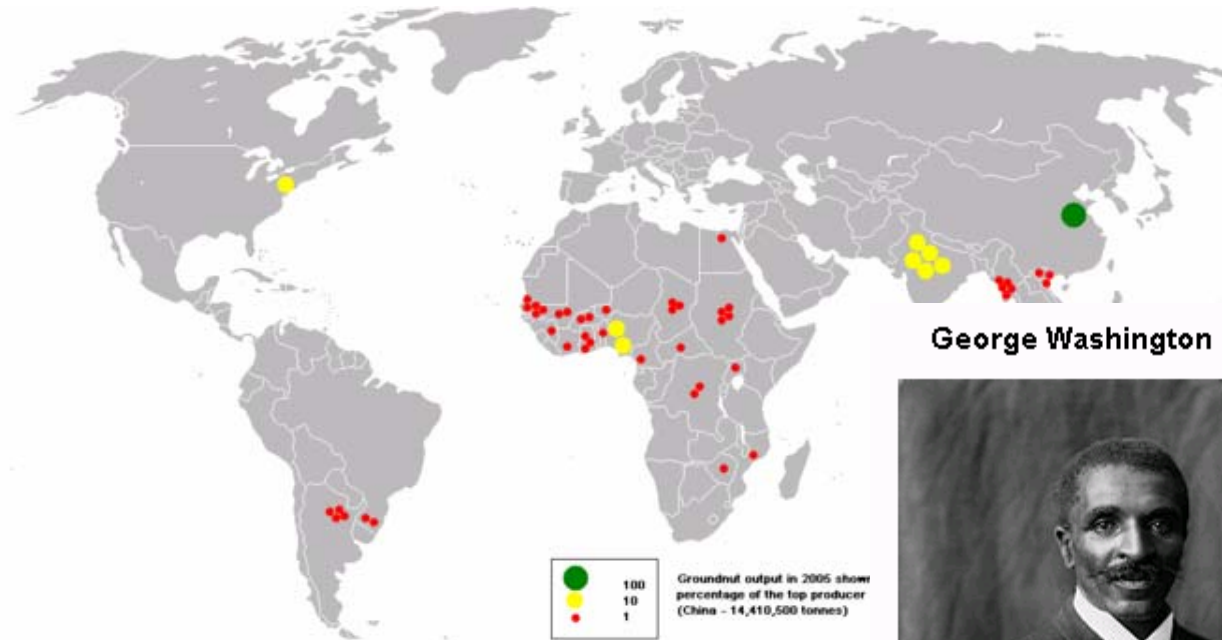 George Washington
100
10
1
Groundnut output in 2005 shown
percentage of the top producer
(China - 14,410,500 tonnes)